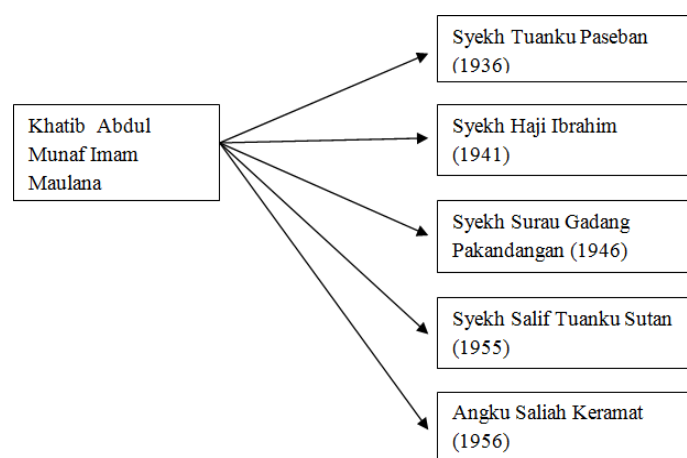 Khatib Abdul
Munaf Imam
Maulana
Syekh Tuanku Paseban
(1936)
Syekh Haji Ibrahim
(1941)
Syekh Surau Gadang
Pakandangan (1946)
Syekh Salif Tuanku Sutan
(1955)
Angku Saliah Keramat
(1956)